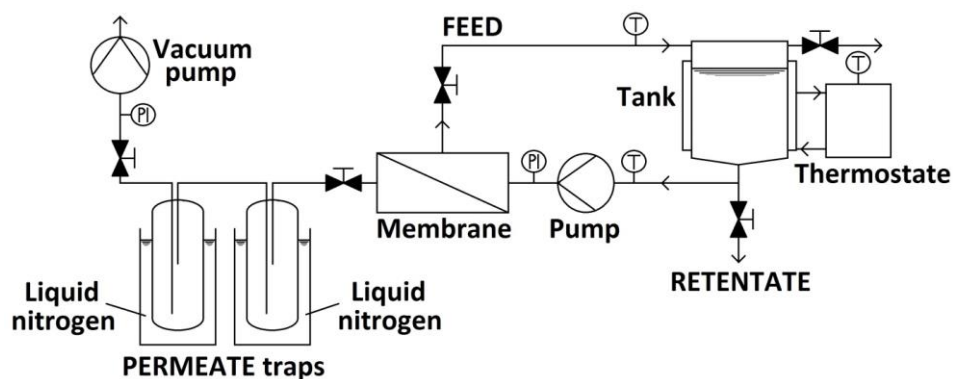 FEED
T
Vacuum
pump
T
Tank
PI
PI
T
Thermostate
Membrane
Pump
RETENTATE
Liquid
nitrogen
Liquid
nitrogen
PERMEATE traps